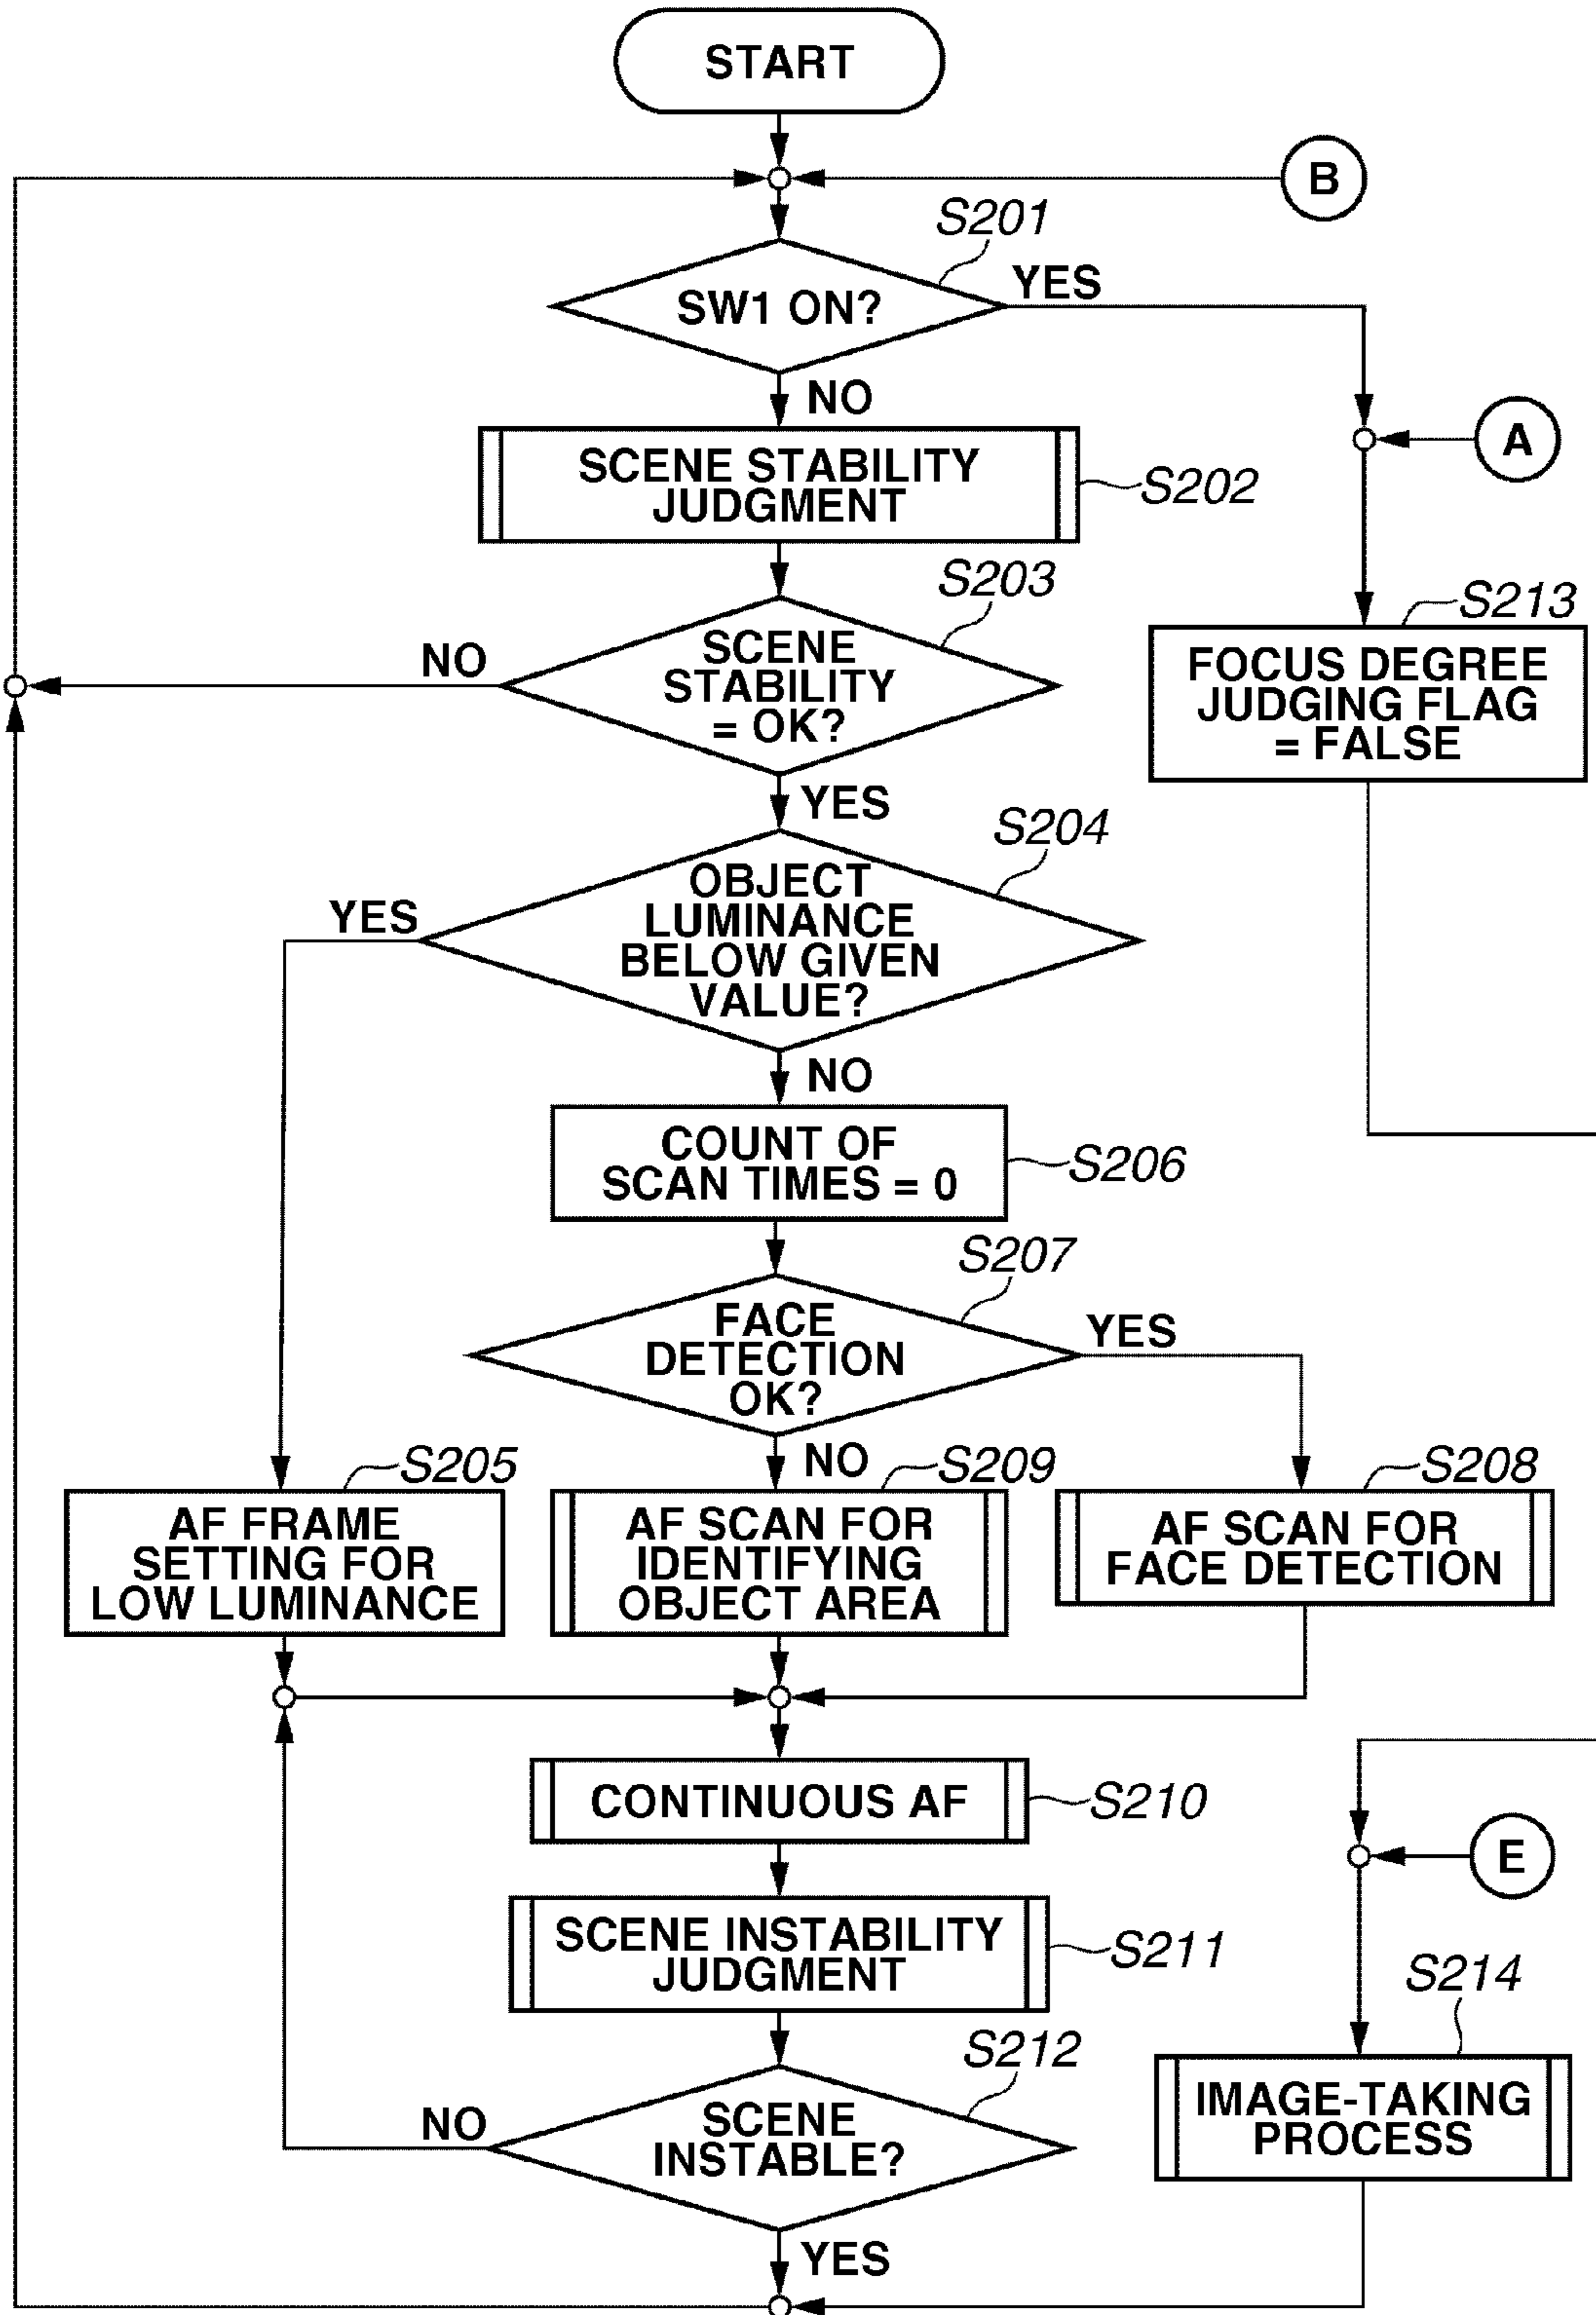 START
B
S201
SW1 ON?
YES
NO
A
SCENE STABILITY
JUDGMENT
S202
S203
SCENE
STABILITY
= OK?
NO
YES
S213
FOCUS DEGREE
JUDGING FLAG
= FALSE
S204
OBJECT
LUMINANCE
BELOW GIVEN
VALUE?
YES
NO
COUNT OF
SCAN TIMES = 0
S206
S207
FACE
DETECTION
OK?
YES
NO
S205
S209
S208
AF FRAME
SETTING FOR
LOW LUMINANCE
AF SCAN FOR
IDENTIFYING
OBJECT AREA
AF SCAN FOR
FACE DETECTION
CONTINUOUS AF
S210
E
SCENE INSTABILITY
JUDGMENT
S211
S214
S212
SCENE
INSTABLE?
NO
YES
IMAGE-TAKING
PROCESS